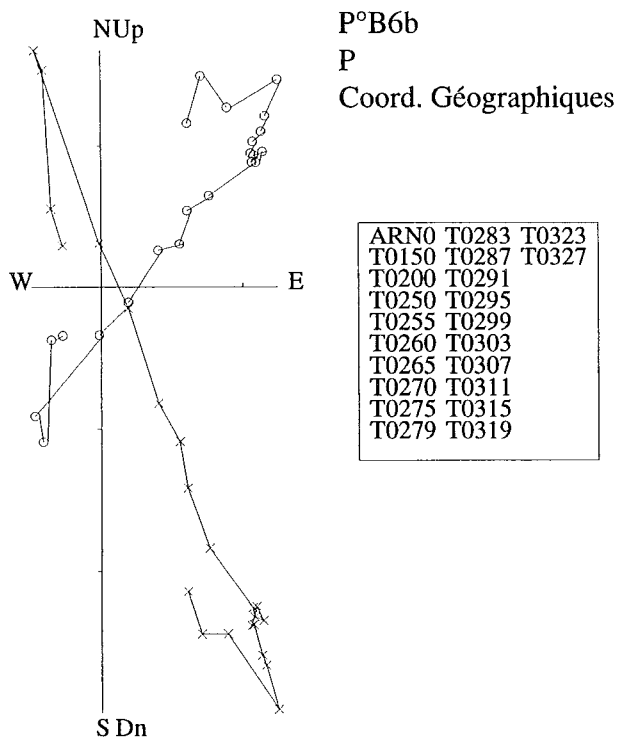 NUp
P°B6b
P
Coord. Géographiques
W
E
S Dn
ARN0 T0283 T0323
T0150 T0287 T0327
T0200 T0291
T0250 T0295
T0255 T0299
T0260 T0303
T0265 T0307
T0270 T0311
T0275 T0315
T0279 T0319